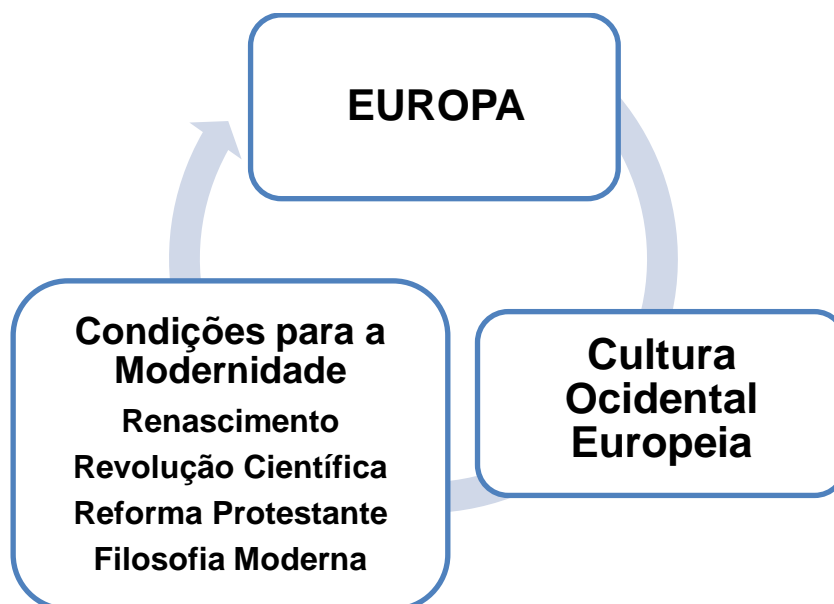 EUROPA
Cultura
Ocidental
Europeia
Condições para a
Modernidade
Renascimento
Revolução Científica
Reforma Protestante
Filosofia Moderna